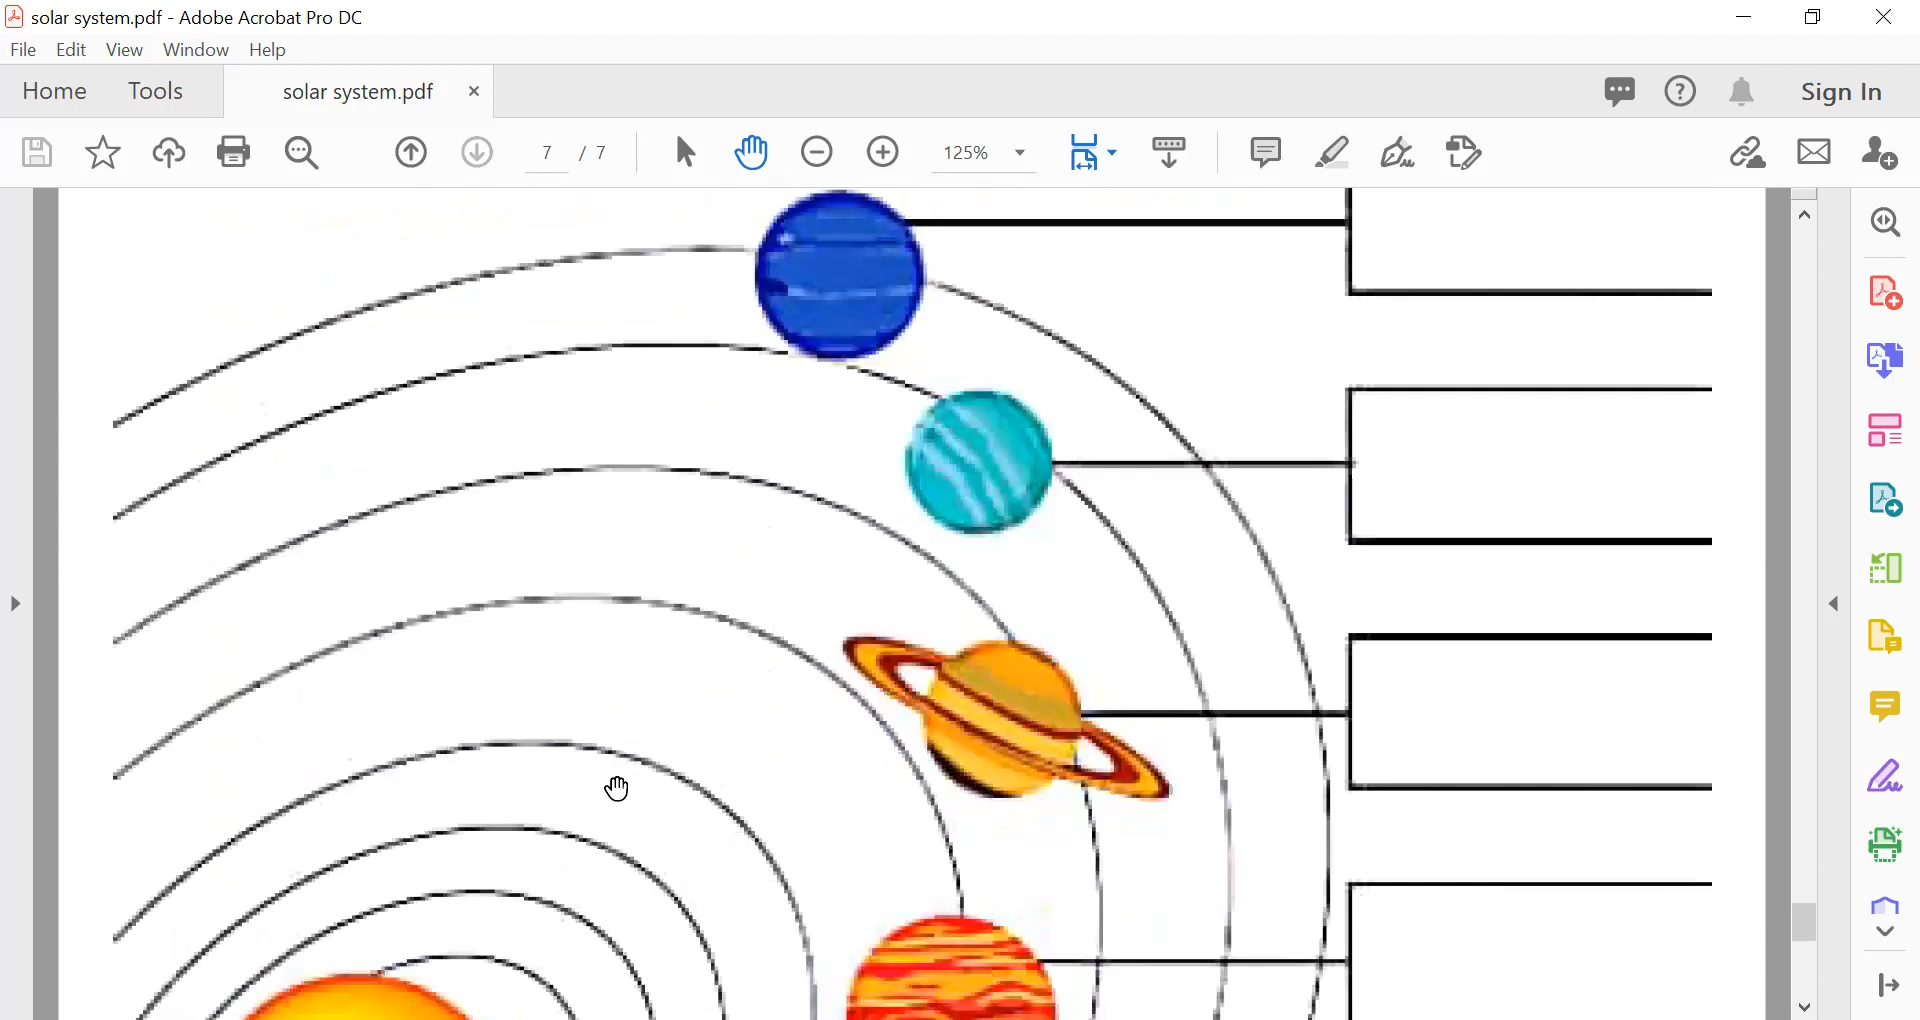 solar system.pdf - Adobe Acrobat Pro DC
File Edit View Window Help
Home Tools solar system.pdf × Sign In
7 / 7 125%